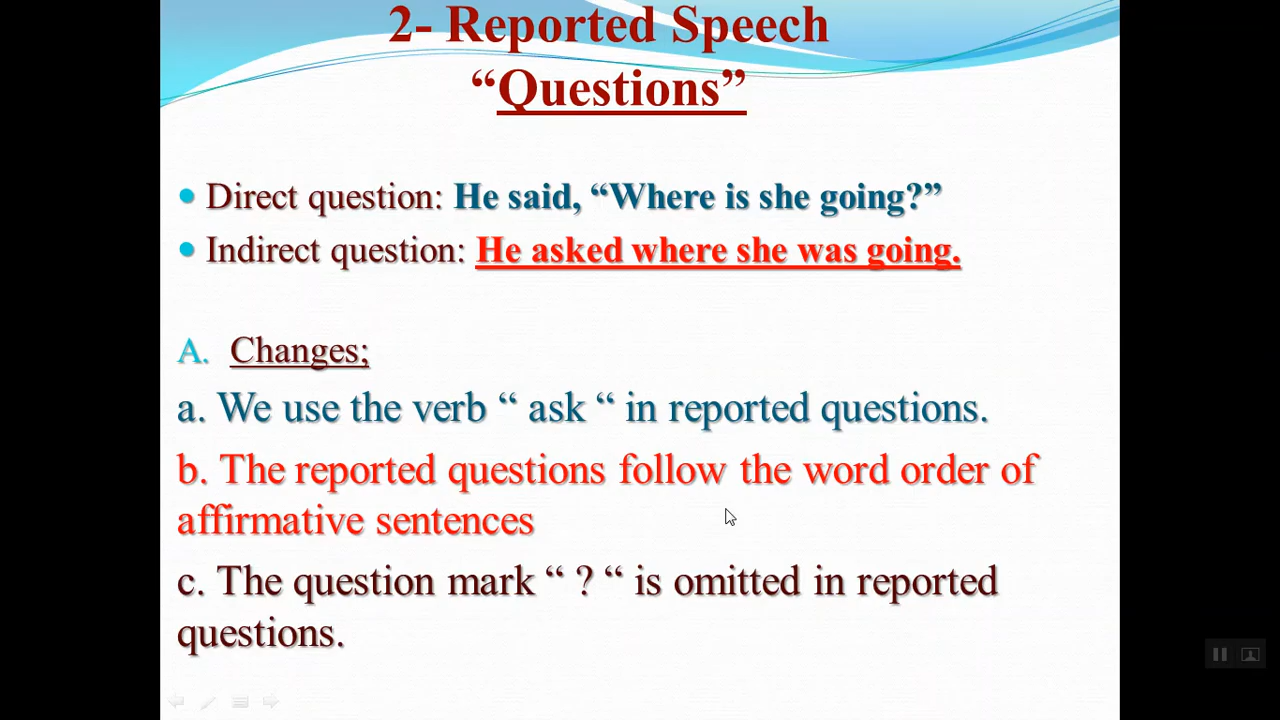 2- Reported Speech
“Questions”
Direct question: He said, “Where is she going?”
Indirect question: He asked where she was going.
A. Changes;
a. We use the verb “ ask “ in reported questions.
b. The reported questions follow the word order of
affirmative sentences
c. The question mark “ ? “ is omitted in reported
questions.